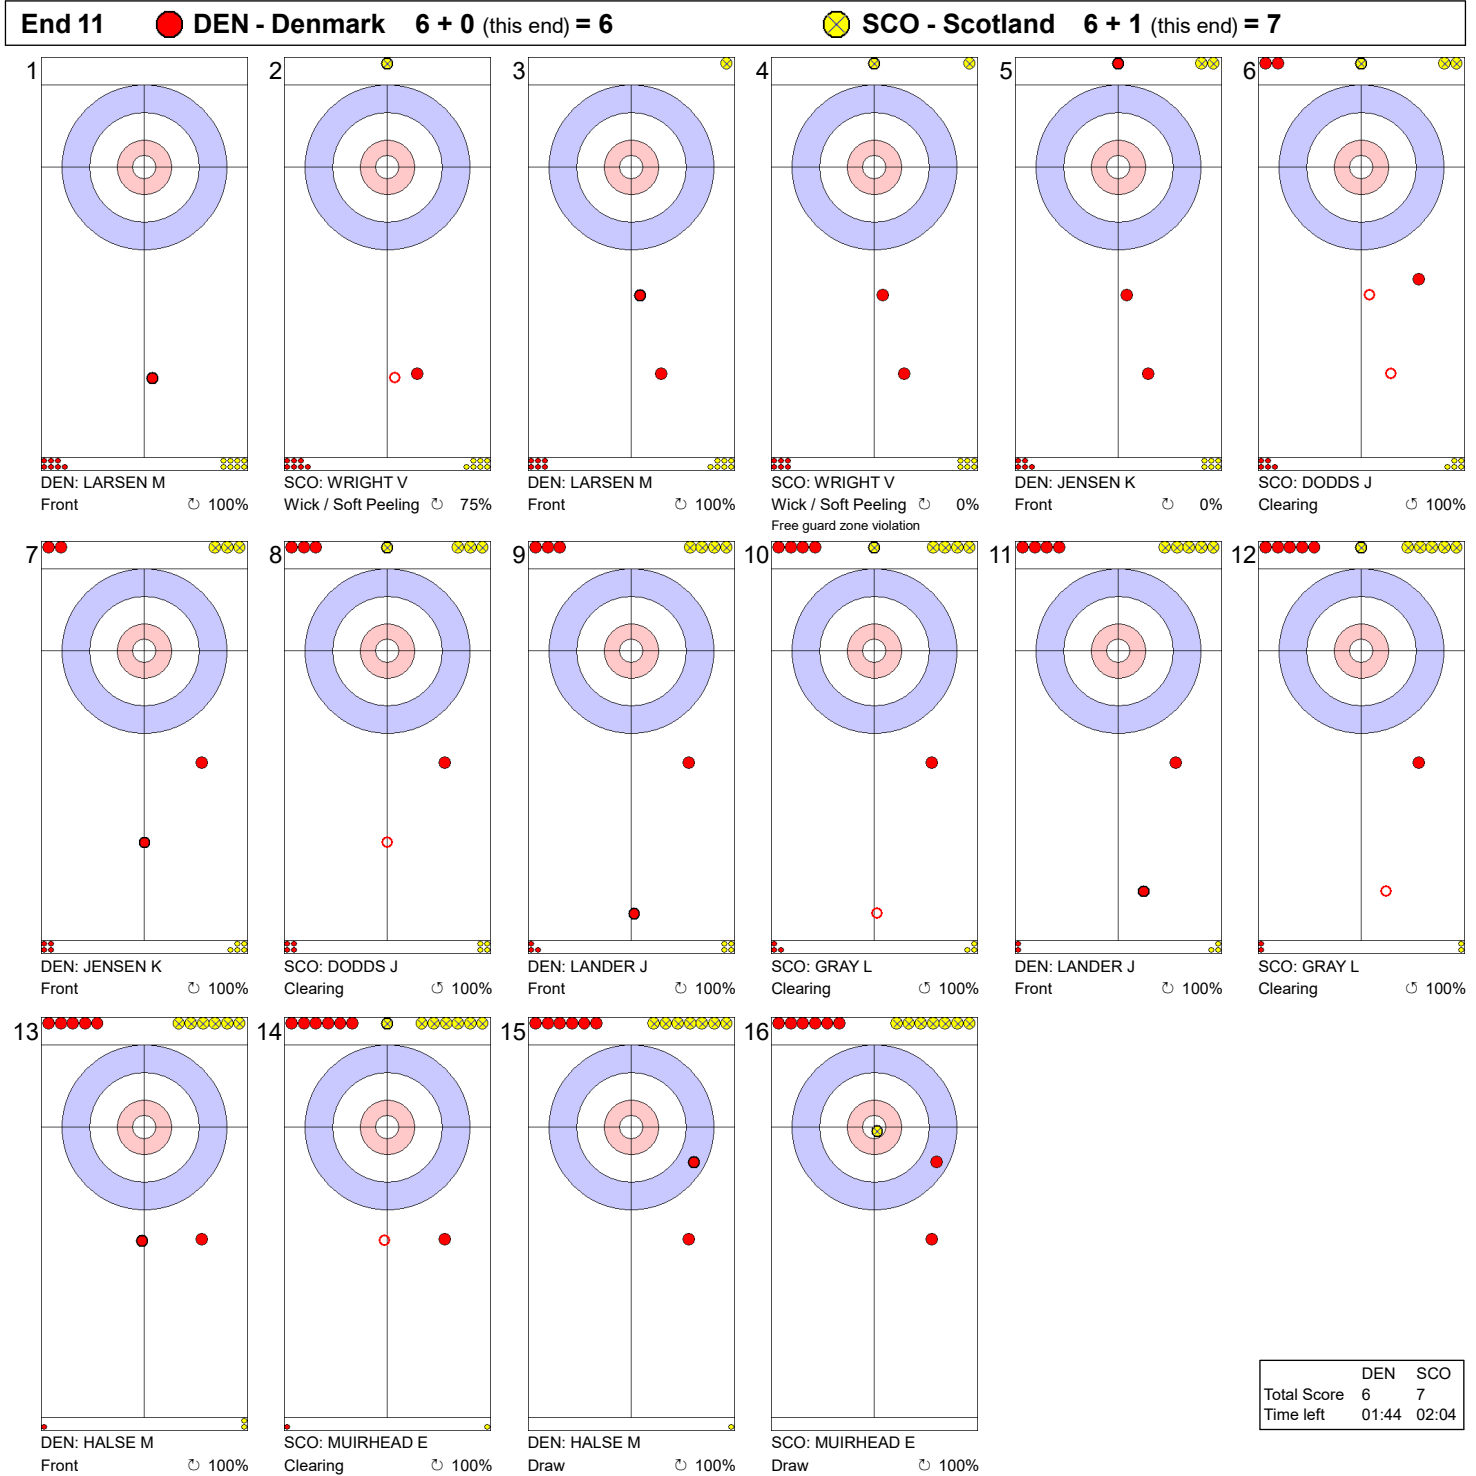 End 11 DEN - Denmark 6 + 0 (this end) = 6 SCO - Scotland 6 + 1 (this end) = 7
1 2 3 4 5 6
DEN: LARSEN M SCO: WRIGHT V DEN: LARSEN M SCO: WRIGHT V DEN: JENSEN K SCO: DODDS J
Front ↻ 100% Wick / Soft Peeling ↻ 75% Front ↻ 100% Wick / Soft Peeling ↻ 0% Front ↻ 0% Clearing ↺ 100%
Free guard zone violation
7 8 9 10 11 12
DEN: JENSEN K SCO: DODDS J DEN: LANDER J SCO: GRAY L DEN: LANDER J SCO: GRAY L
Front ↻ 100% Clearing ↺ 100% Front ↻ 100% Clearing ↺ 100% Front ↻ 100% Clearing ↺ 100%
13 14 15 16
DEN: HALSE M SCO: MUIRHEAD E DEN: HALSE M SCO: MUIRHEAD E
Front ↻ 100% Clearing ↻ 100% Draw ↻ 100% Draw ↻ 100%
DEN SCO
Total Score 6 7
Time left 01:44 02:04